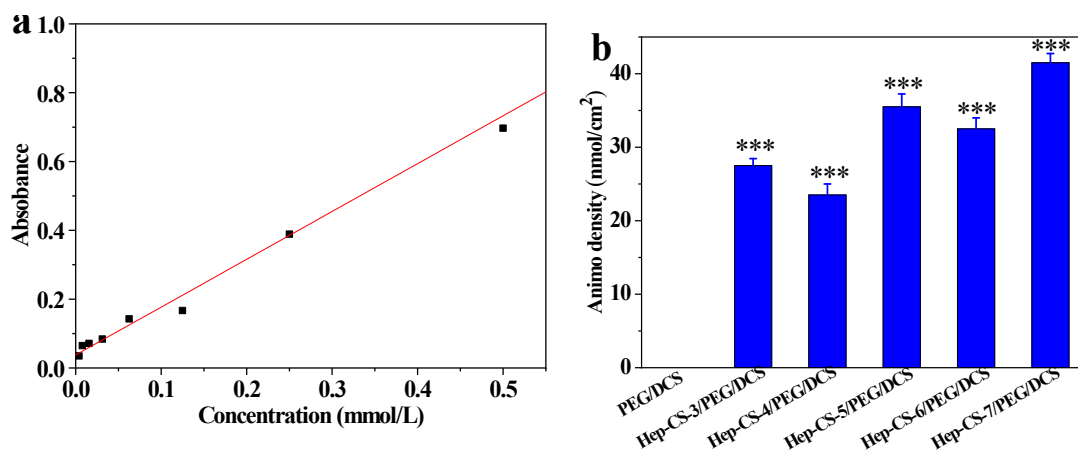 a
1.0
0.8
0.6
0.4
0.2
0.0
Absobance
0.0 0.1 0.2 0.3 0.4 0.5
Concentration (mmol/L)
b
40
30
20
10
0
Animo density (nmol/cm²)
***
***
***
***
***
PEG/DCS
Hep-CS-3/PEG/DCS
Hep-CS-4/PEG/DCS
Hep-CS-5/PEG/DCS
Hep-CS-6/PEG/DCS
Hep-CS-7/PEG/DCS